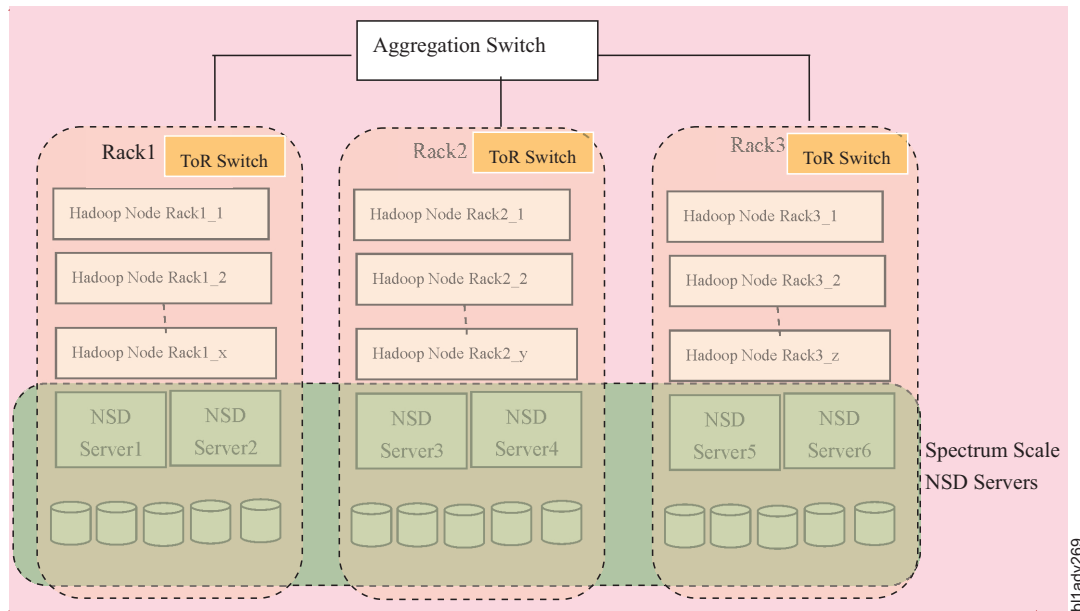 Aggregation Switch
Rack1
ToR Switch
Rack2
ToR Switch
Rack3
ToR Switch
Hadoop Node Rack1_1
Hadoop Node Rack2_1
Hadoop Node Rack3_1
Hadoop Node Rack1_2
Hadoop Node Rack2_2
Hadoop Node Rack3_2
Hadoop Node Rack1_x
Hadoop Node Rack2_y
Hadoop Node Rack3_z
NSD
Server1
NSD
Server2
NSD
Server3
NSD
Server4
NSD
Server5
NSD
Server6
Spectrum Scale
NSD Servers
bl1adv269